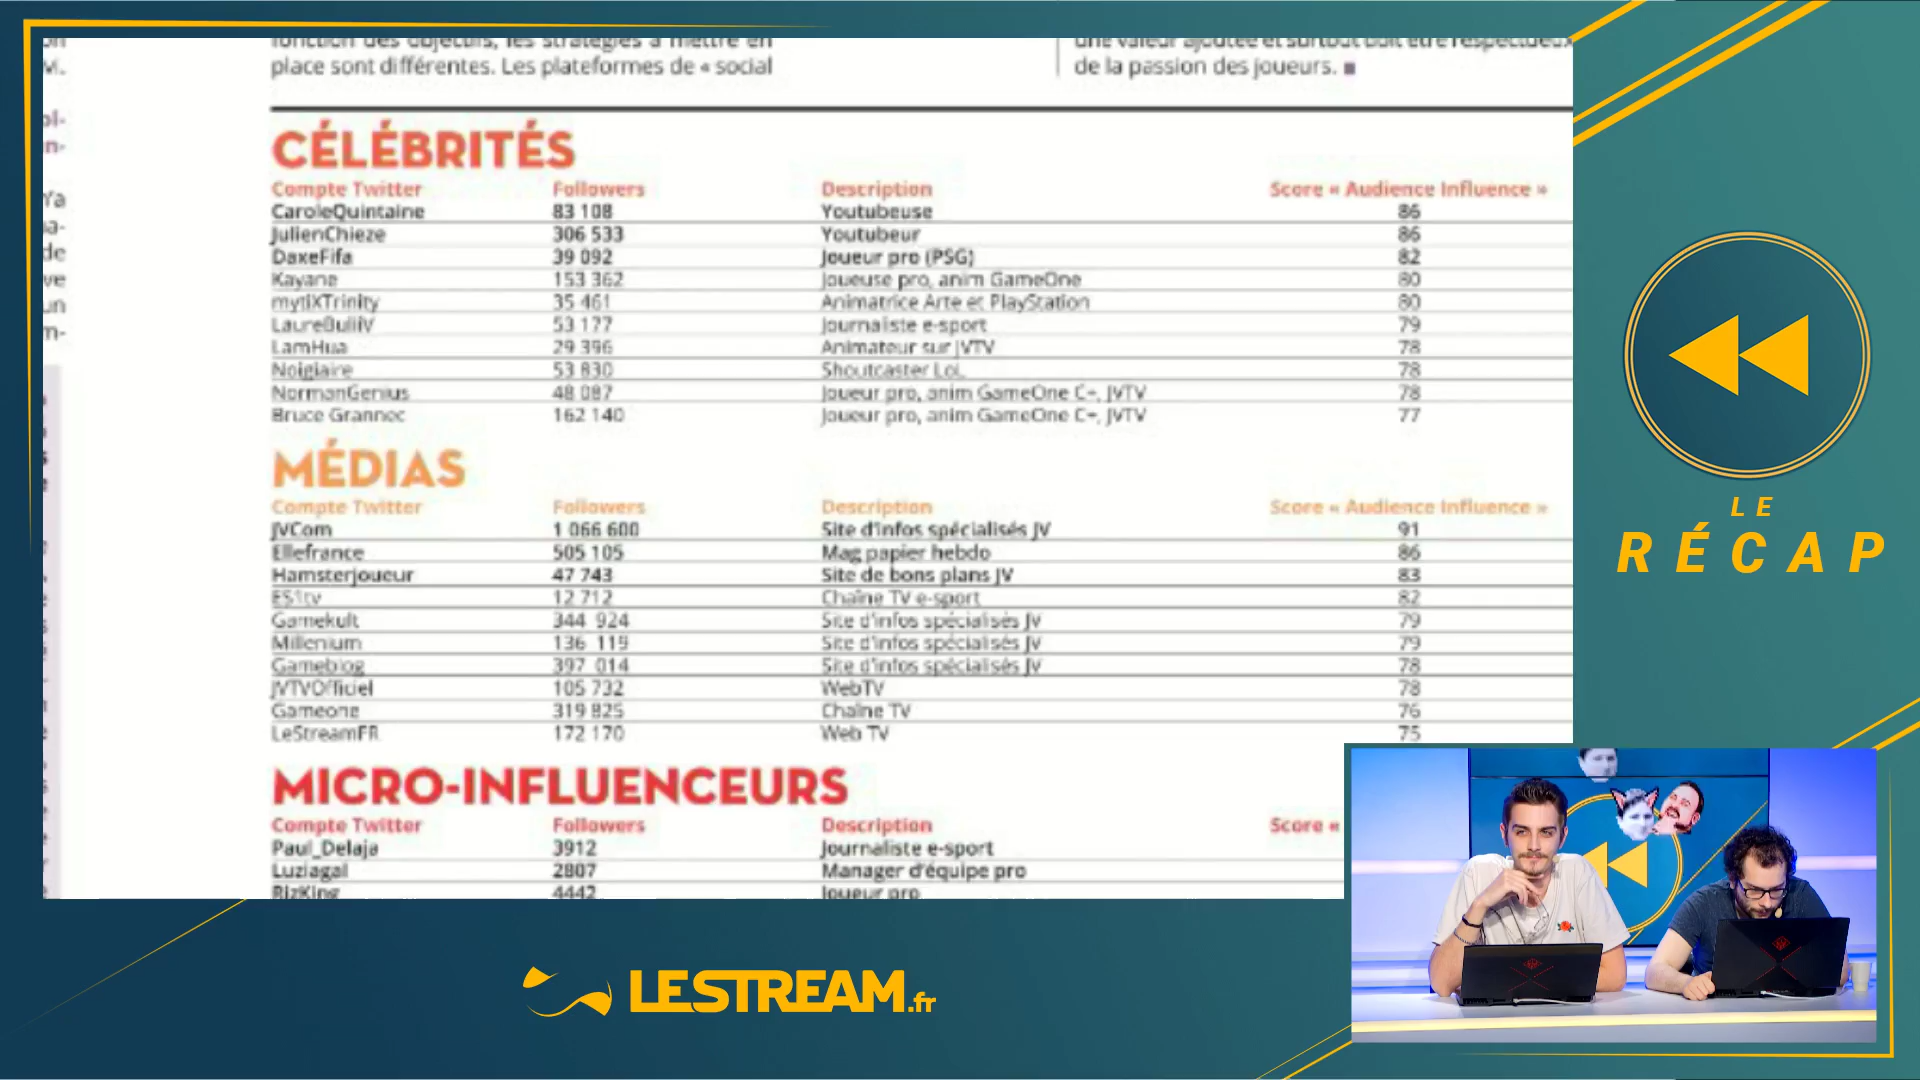 place sont différentes. Les plateformes de « social
de la passion des joueurs. ■
CÉLÉBRITÉS
Compte Twitter Followers Description Score « Audience Influence »
CaroleQuintaine 83 108 Youtubeuse 86
JulienChieze 306 533 Youtubeur 86
DaxeFifa 39 092 Joueur pro (PSG) 82
Kayane 153 362 Joueuse pro, anim GameOne 80
mytiXTrinity 35 461 Animatrice Arte et PlayStation 80
LaureBuliiV 53 177 Journaliste e-sport 79
LamHua 29 396 Animateur sur JVTV 78
Noiglaire 53 830 Shoutcaster LoL 78
NormanGenius 48 087 Joueur pro, anim GameOne C+, JVTV 78
Bruce Grannec 162 140 Joueur pro, anim GameOne C+, JVTV 77
MÉDIAS
Compte Twitter Followers Description Score « Audience Influence »
JVCom 1 066 600 Site d'infos spécialisés JV 91
Ellefrance 505 105 Mag papier hebdo 86
Hamsterjoueur 47 743 Site de bons plans JV 83
ES1tv 12 712 Chaîne TV e-sport 82
Gamekult 344 924 Site d'infos spécialisés JV 79
Millenium 136 119 Site d'infos spécialisés JV 79
Gameblog 397 014 Site d'infos spécialisés JV 78
JVTVOfficiel 105 732 WebTV 78
Gameone 319 825 Chaîne TV 76
LeStreamFR 172 170 Web TV 75
MICRO-INFLUENCEURS
Compte Twitter Followers Description Score «
Paul_Delaja 3912 Journaliste e-sport
Luziagal 2807 Manager d'équipe pro
RizKing 4442 Joueur pro
LE
RÉCAP
LESTREAM.fr